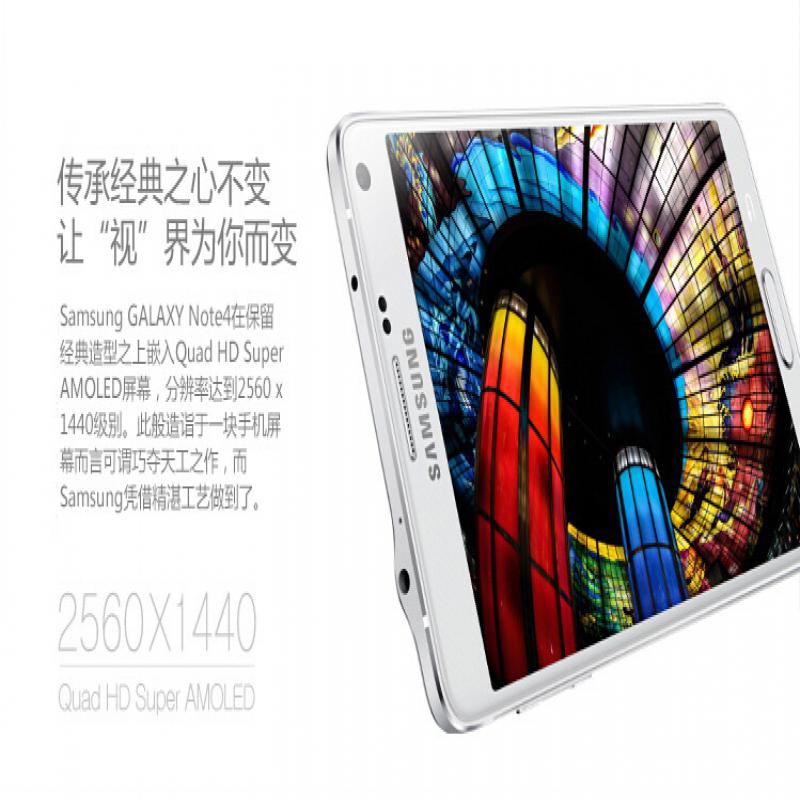 传承经典之心不变
让“视”界为你而变
Samsung GALAXY Note4在保留
经典造型之上嵌入Quad HD Super
AMOLED屏幕，分辨率达到2560 x
1440级别。此般造诣于一块手机屏
幕而言可谓巧夺天工之作，而
Samsung凭借精湛工艺做到了。
2560X1440
Quad HD Super AMOLED
SAMSUNG